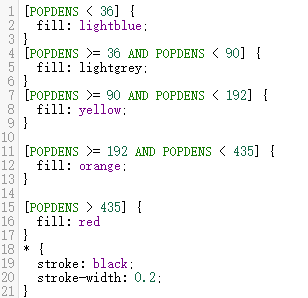 1 [POPDENS < 36] {
2   fill: lightblue;
3 }
4 [POPDENS >= 36 AND POPDENS < 90] {
5   fill: lightgrey;
6 }
7 [POPDENS >= 90 AND POPDENS < 192] {
8   fill: yellow;
9 }
10
11 [POPDENS >= 192 AND POPDENS < 435] {
12   fill: orange;
13 }
14
15 [POPDENS > 435] {
16   fill: red
17 }
18 * {
19   stroke: black;
20   stroke-width: 0.2;
21 }